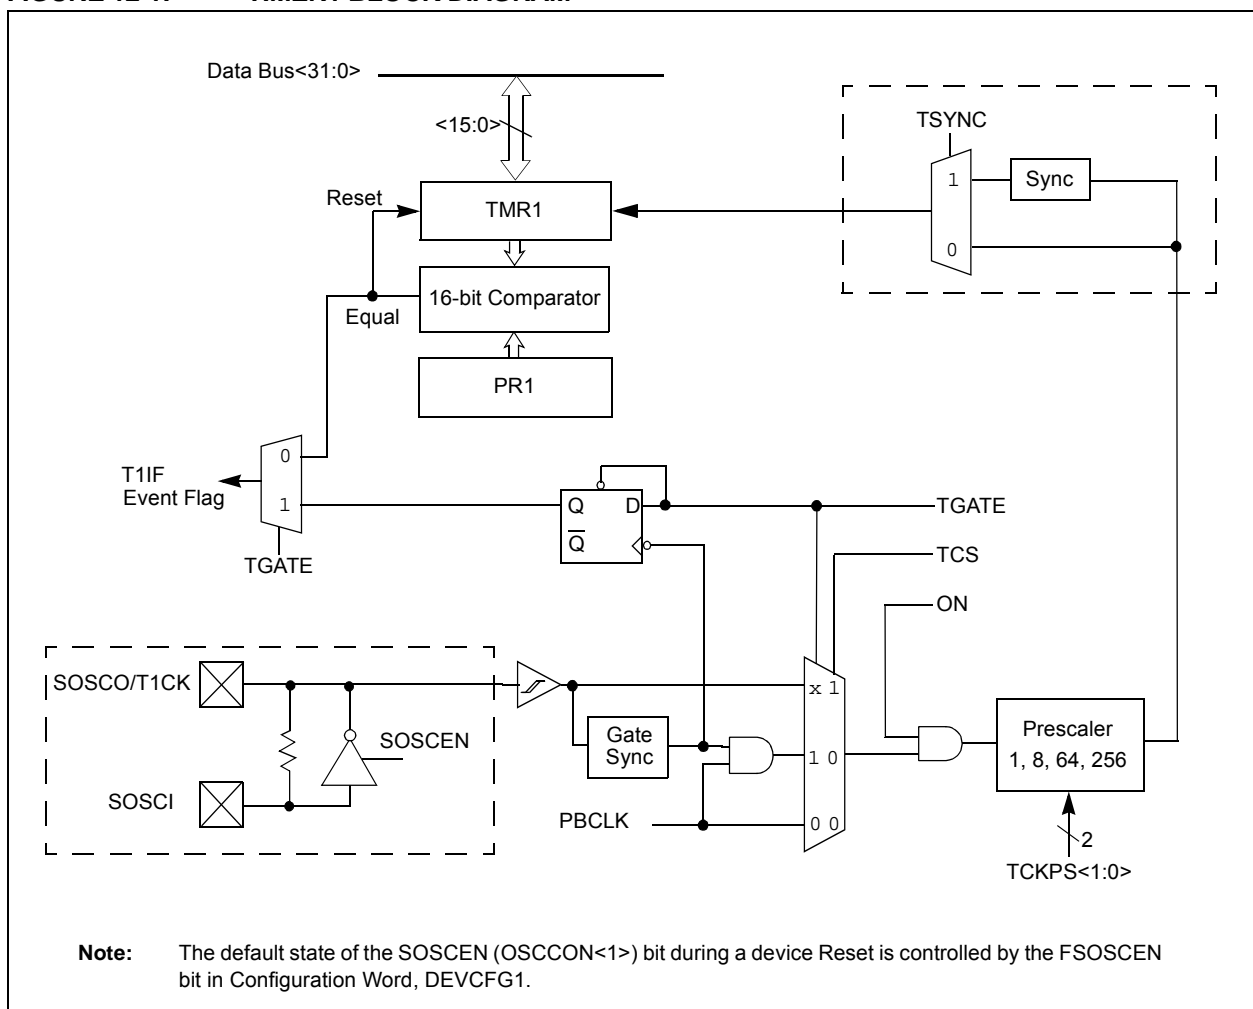 Data Bus<31:0>
<15:0>
TSYNC
1
Sync
0
Reset
TMR1
16-bit Comparator
Equal
PR1
0
1
T1IF
Event Flag
TGATE
Q
D
Q
TGATE
TCS
ON
SOSCO/T1CK
SOSCEN
SOSCI
Gate
Sync
PBCLK
x 1
1 0
0 0
Prescaler
1, 8, 64, 256
2
TCKPS<1:0>
Note: The default state of the SOSCEN (OSCCON<1>) bit during a device Reset is controlled by the FSOSCEN
bit in Configuration Word, DEVCFG1.